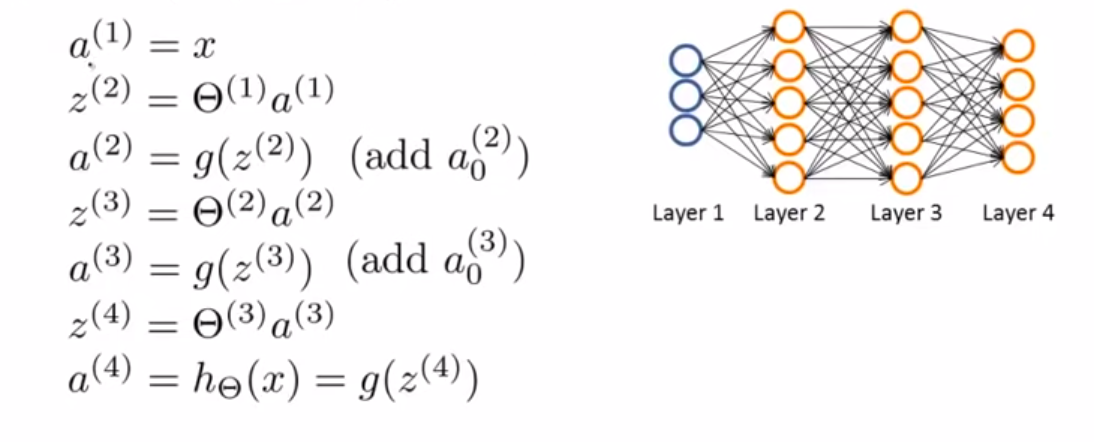 a^{(1)} = x
z^{(2)} = Θ^{(1)}a^{(1)}
a^{(2)} = g(z^{(2)}) (add a_0^{(2)})
z^{(3)} = Θ^{(2)}a^{(2)}
a^{(3)} = g(z^{(3)}) (add a_0^{(3)})
z^{(4)} = Θ^{(3)}a^{(3)}
a^{(4)} = h_Θ(x) = g(z^{(4)})
Layer 1 Layer 2 Layer 3 Layer 4